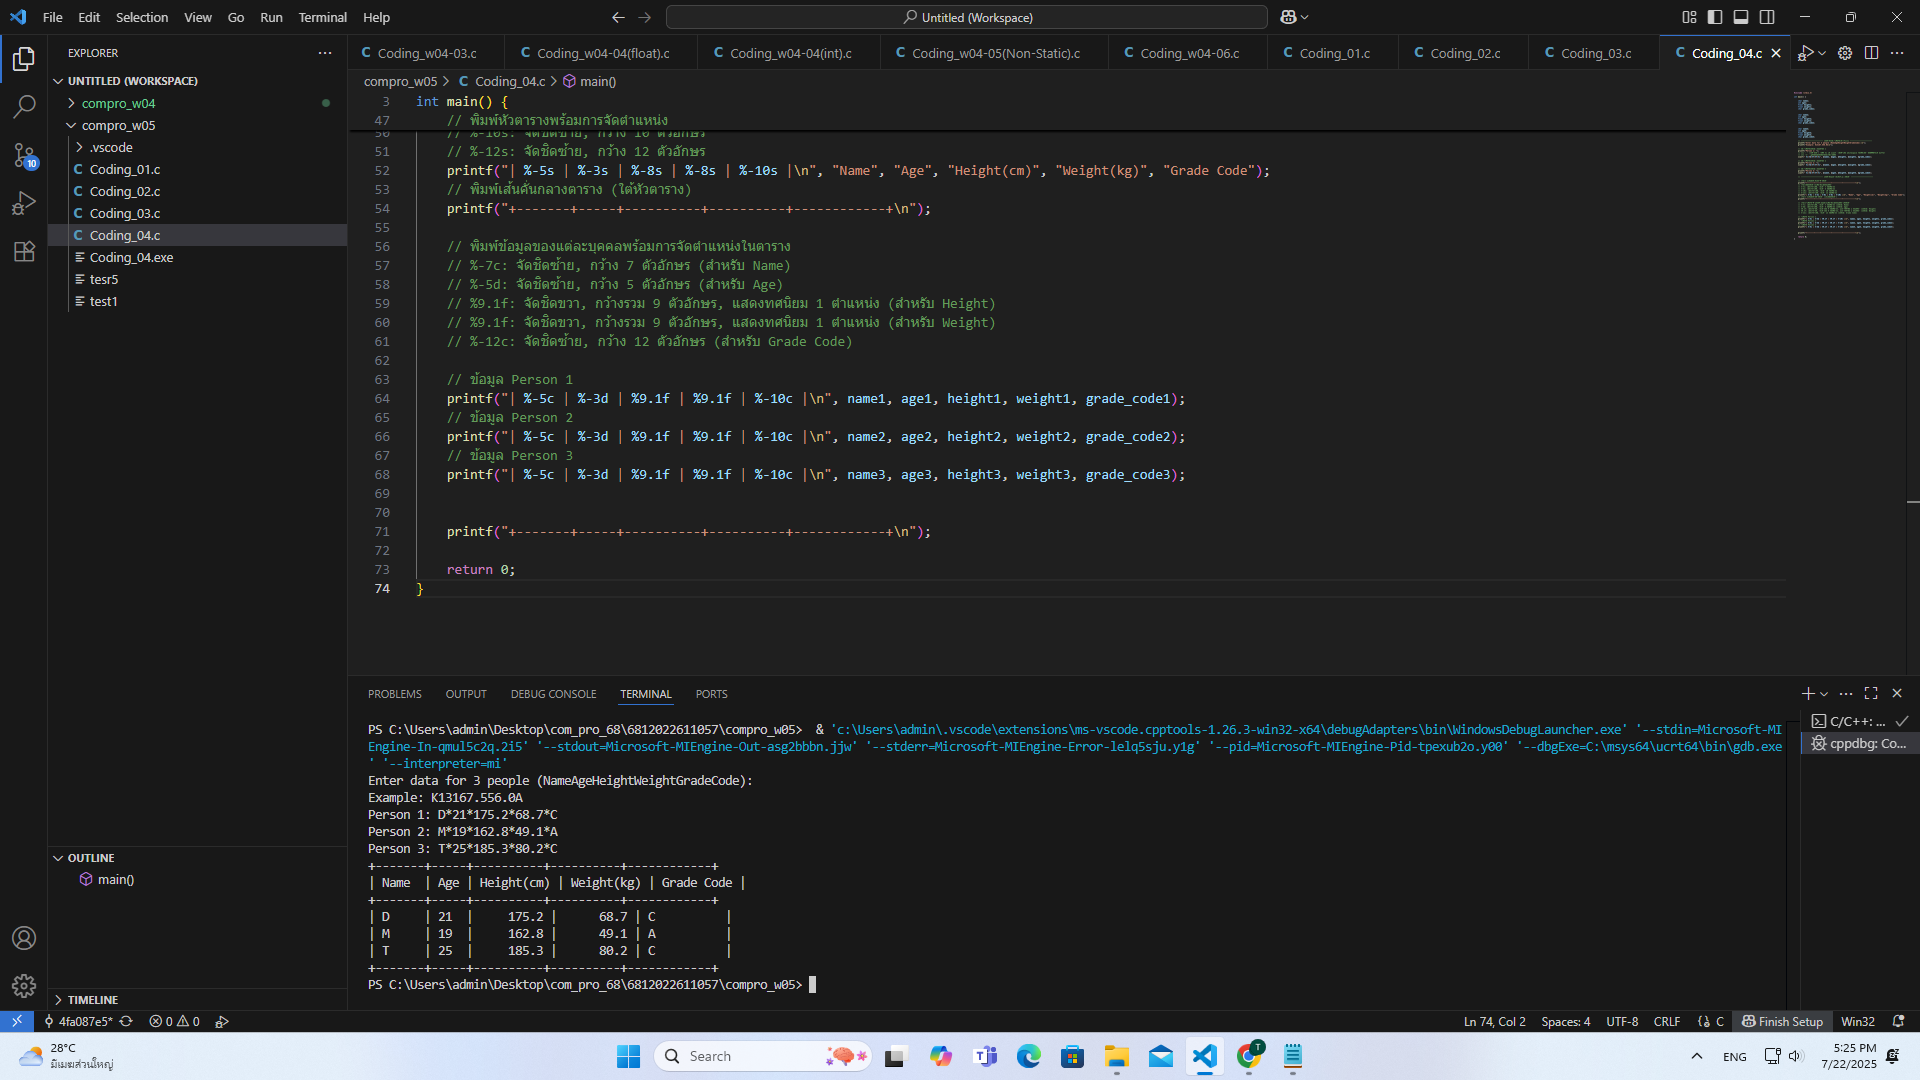 File Edit Selection View Go Run Terminal Help
Untitled (Workspace)
EXPLORER
UNTITLED (WORKSPACE)
compro_w04
compro_w05
.vscode
Coding_01.c
Coding_02.c
Coding_03.c
Coding_04.c
Coding_04.exe
tesr5
test1
OUTLINE
main()
TIMELINE
Coding_w04-03.c Coding_w04-04(float).c Coding_w04-04(int).c Coding_w04-05(Non-Static).c Coding_w04-06.c Coding_01.c Coding_02.c Coding_03.c Coding_04.c
compro_w05 > Coding_04.c > main()
3 int main() {
47 // พิมพ์หัวตารางพร้อมการจัดตำแหน่ง
50 // %-10s: จัดชิดซ้าย, กว้าง 10 ตัวอักษร
51 // %-12s: จัดชิดซ้าย, กว้าง 12 ตัวอักษร
52 printf("| %-5s | %-3s | %-8s | %-8s | %-10s |\n", "Name", "Age", "Height(cm)", "Weight(kg)", "Grade Code");
53 // พิมพ์เส้นคั่นกลางตาราง (ใต้หัวตาราง)
54 printf("+-------+-----+----------+----------+------------+\n");
55
56 // พิมพ์ข้อมูลของแต่ละบุคคลพร้อมการจัดตำแหน่งในตาราง
57 // %-7c: จัดชิดซ้าย, กว้าง 7 ตัวอักษร (สำหรับ Name)
58 // %-5d: จัดชิดซ้าย, กว้าง 5 ตัวอักษร (สำหรับ Age)
59 // %9.1f: จัดชิดขวา, กว้างรวม 9 ตัวอักษร, แสดงทศนิยม 1 ตำแหน่ง (สำหรับ Height)
60 // %9.1f: จัดชิดขวา, กว้างรวม 9 ตัวอักษร, แสดงทศนิยม 1 ตำแหน่ง (สำหรับ Weight)
61 // %-12c: จัดชิดซ้าย, กว้าง 12 ตัวอักษร (สำหรับ Grade Code)
62
63 // ข้อมูล Person 1
64 printf("| %-5c | %-3d | %9.1f | %9.1f | %-10c |\n", name1, age1, height1, weight1, grade_code1);
65 // ข้อมูล Person 2
66 printf("| %-5c | %-3d | %9.1f | %9.1f | %-10c |\n", name2, age2, height2, weight2, grade_code2);
67 // ข้อมูล Person 3
68 printf("| %-5c | %-3d | %9.1f | %9.1f | %-10c |\n", name3, age3, height3, weight3, grade_code3);
69
70
71 printf("+-------+-----+----------+----------+------------+\n");
72
73 return 0;
74 }
PROBLEMS OUTPUT DEBUG CONSOLE TERMINAL PORTS
C/C++: ...
cppdbg: Co...
PS C:\Users\admin\Desktop\com_pro_68\6812022611057\compro_w05> & 'c:\Users\admin\.vscode\extensions\ms-vscode.cpptools-1.26.3-win32-x64\debugAdapters\bin\WindowsDebugLauncher.exe' '--stdin=Microsoft-MI
Engine-In-qmul5c2q.2i5' '--stdout=Microsoft-MIEngine-Out-asg2bbbn.jjw' '--stderr=Microsoft-MIEngine-Error-lelq5sju.y1g' '--pid=Microsoft-MIEngine-Pid-tpexub2o.y00' '--dbgExe=C:\msys64\ucrt64\bin\gdb.exe
' '--interpreter=mi'
Enter data for 3 people (NameAgeHeightWeightGradeCode):
Example: K13167.556.0A
Person 1: D*21*175.2*68.7*C
Person 2: M*19*162.8*49.1*A
Person 3: T*25*185.3*80.2*C
+-------+-----+----------+----------+------------+
| Name  | Age | Height(cm) | Weight(kg) | Grade Code |
+-------+-----+----------+----------+------------+
| D     | 21  |     175.2 |      68.7 | C          |
| M     | 19  |     162.8 |      49.1 | A          |
| T     | 25  |     185.3 |      80.2 | C          |
+-------+-----+----------+----------+------------+
PS C:\Users\admin\Desktop\com_pro_68\6812022611057\compro_w05>
10
4fa087e5* 0 0
Ln 74, Col 2 Spaces: 4 UTF-8 CRLF {} C Finish Setup Win32
28°C
มีเมฆส่วนใหญ่
Search
T
ENG
5:25 PM
7/22/2025